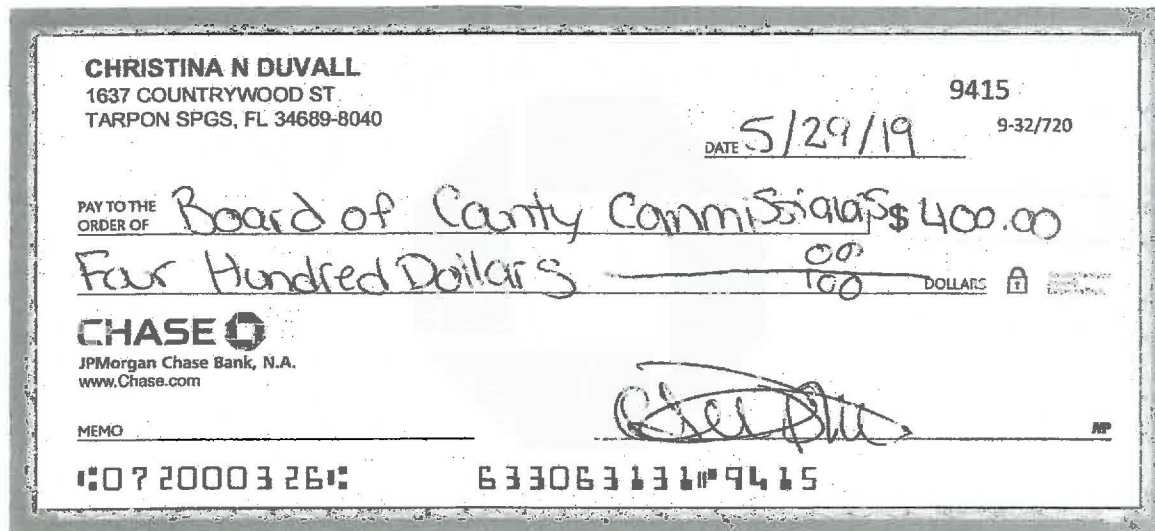 CHRISTINA N DUVALL
1637 COUNTRYWOOD ST
TARPON SPGS, FL 34689-8040
9415
9-32/720
DATE 5/29/19
PAY TO THE ORDER OF Board of County Commissioners $ 400.00
Four Hundred Dollars 00/100 DOLLARS
CHASE
JPMorgan Chase Bank, N.A.
www.Chase.com
MEMO
MP
⑆072000326⑆ 633063131⑈9415